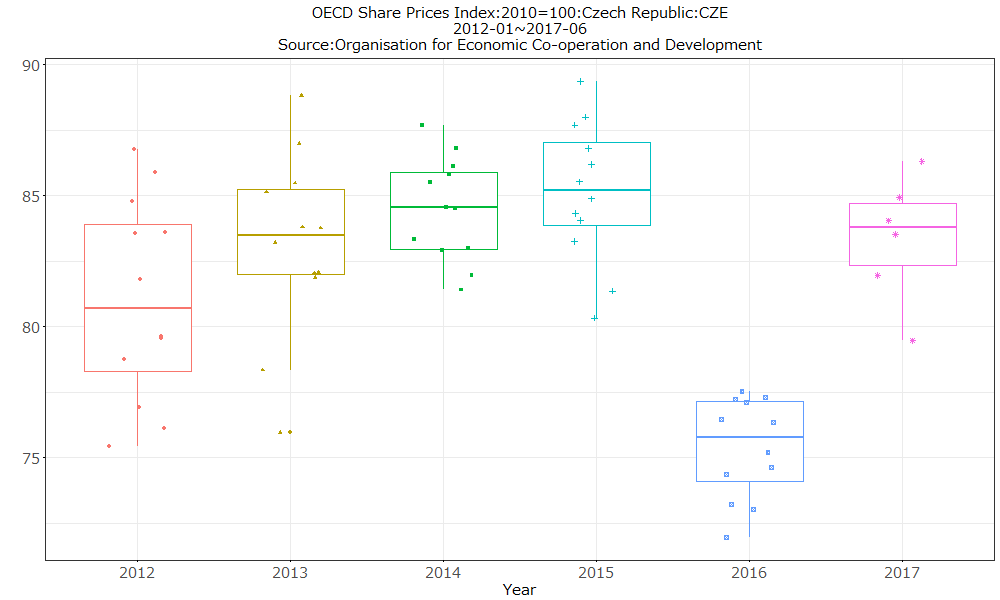 OECD Share Prices Index:2010=100:Czech Republic:CZE
2012-01~2017-06
Source:Organisation for Economic Co-operation and Development
90
85
80
75
2012 2013 2014 2015 2016 2017
Year